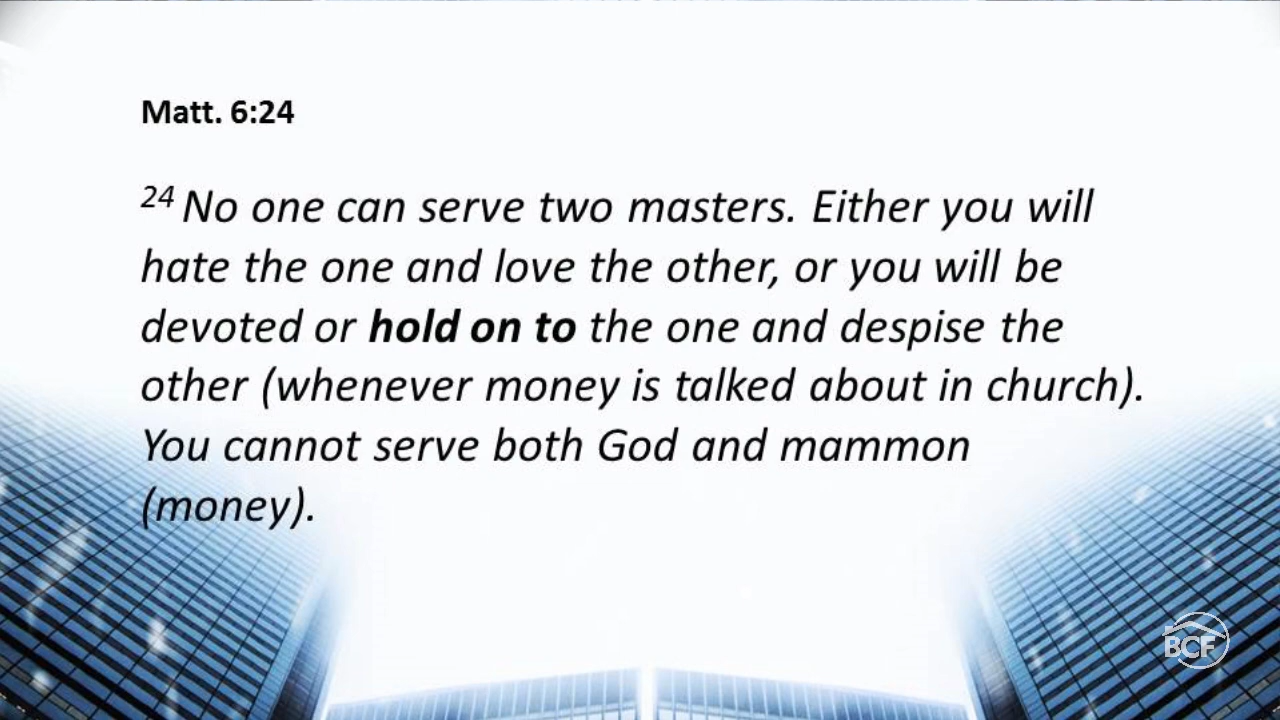 Matt. 6:24
24 No one can serve two masters. Either you will
hate the one and love the other, or you will be
devoted or hold on to the one and despise the
other (whenever money is talked about in church).
You cannot serve both God and mammon
(money).
BCF